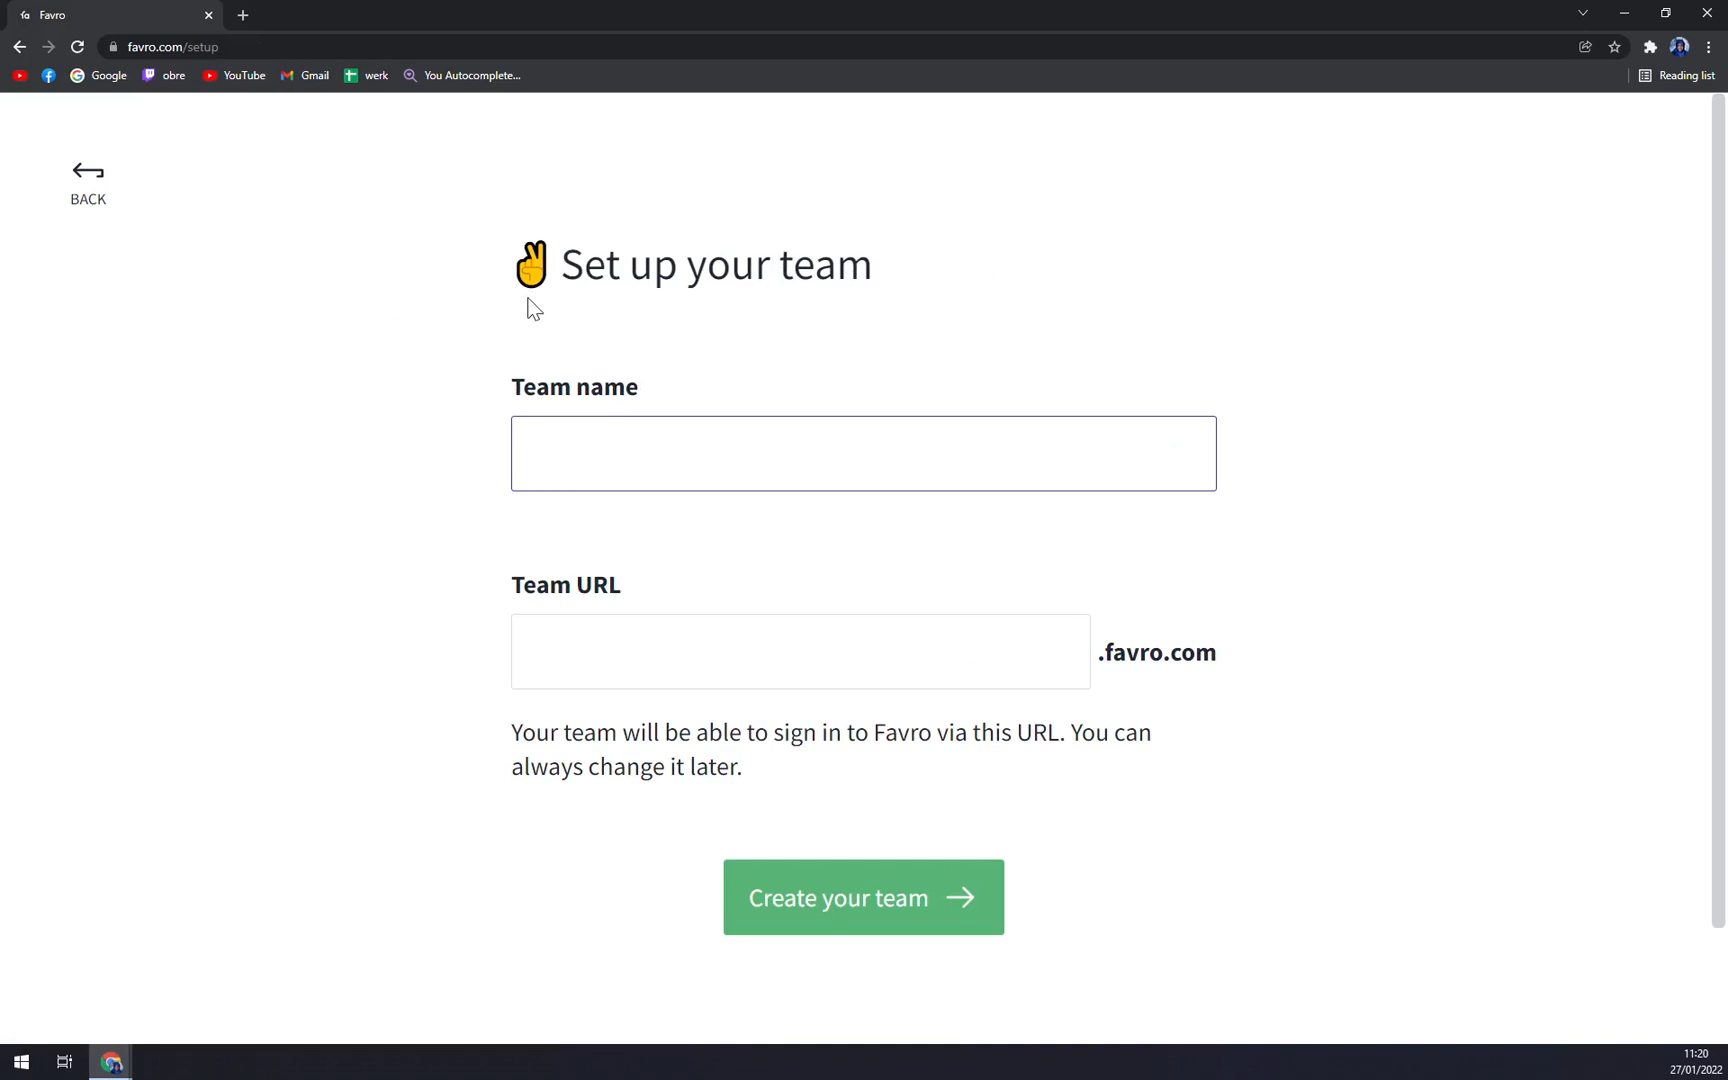 Favro
favro.com/setup
Google
obre
YouTube
Gmail
werk
You Autocomplete...
Reading list
BACK
Set up your team
Team name
Team URL
.favro.com
Your team will be able to sign in to Favro via this URL. You can
always change it later.
Create your team
11:20
27/01/2022